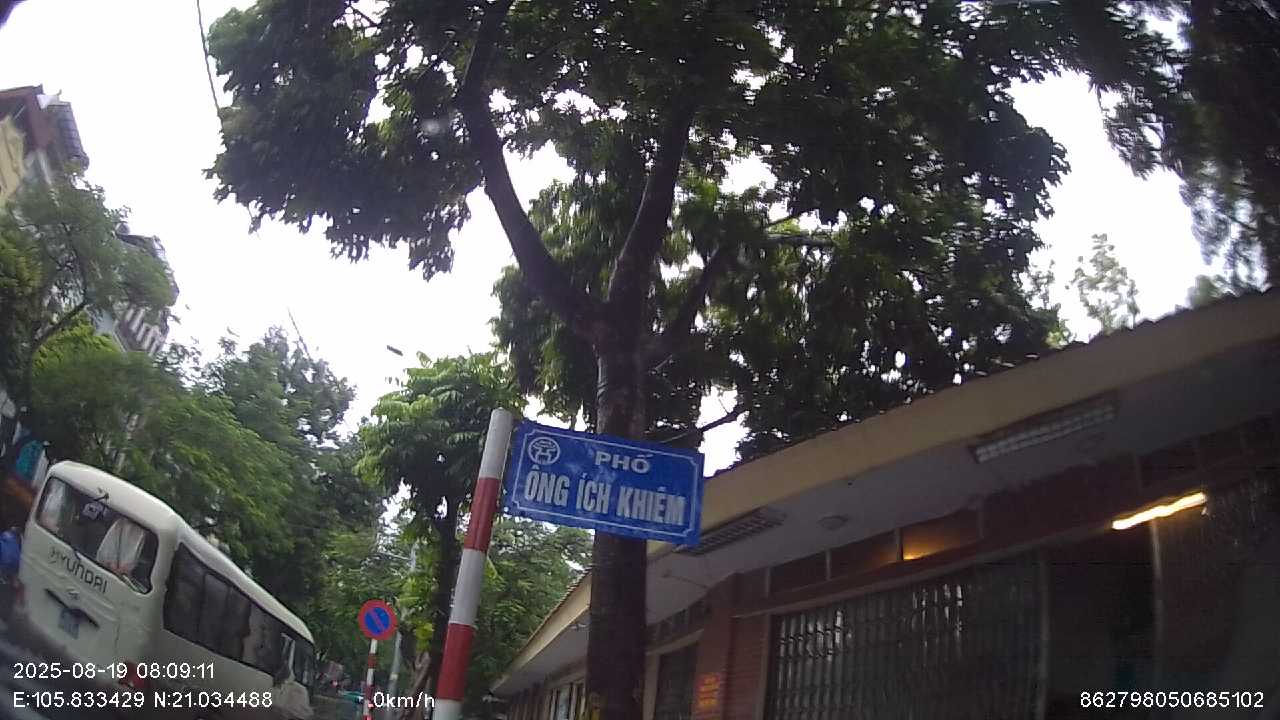 PHỐ
ÔNG ÍCH KHIÊM
HYUNDAI
2025-08-19 08:09:11
E:105.833429 N:21.034488
0km/h
862798050685102